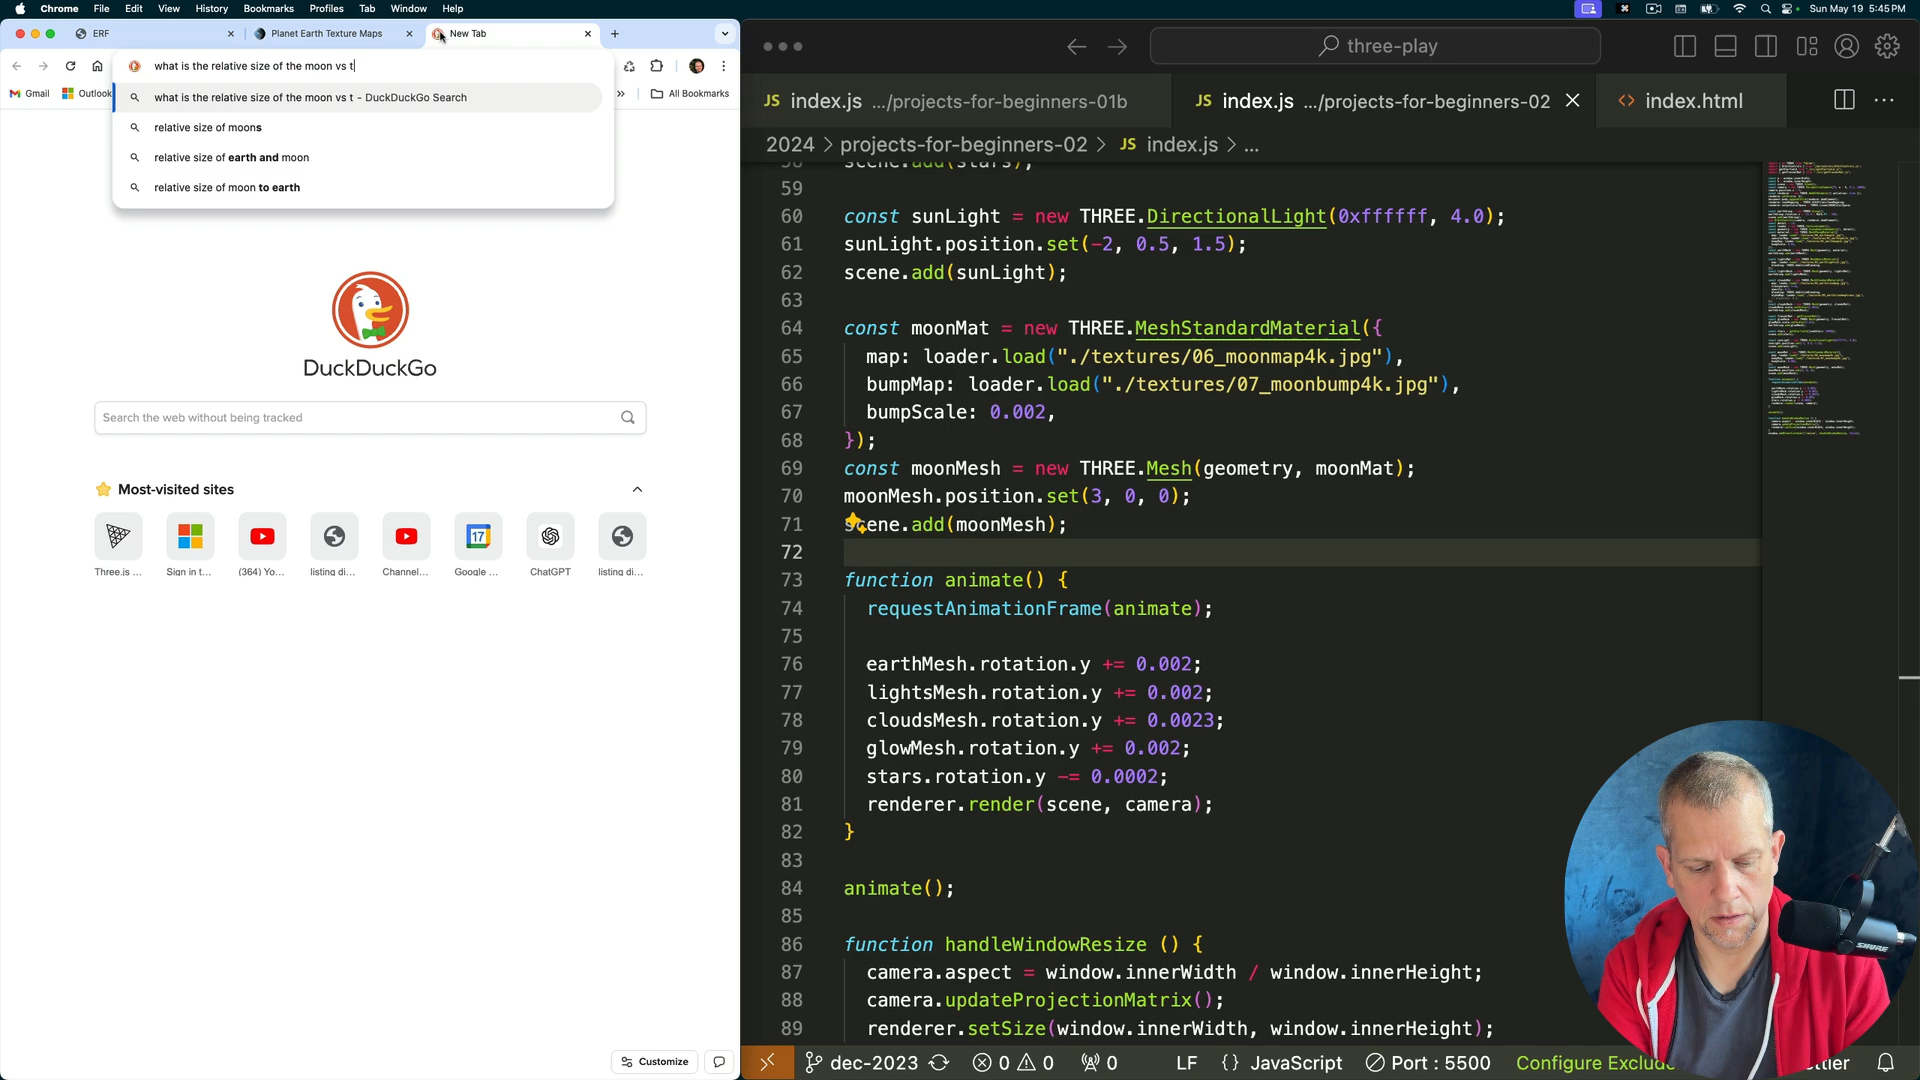 Chrome File Edit View History Bookmarks Profiles Tab Window Help
Sun May 19 5:45 PM
ERF
Planet Earth Texture Maps
New Tab
what is the relative size of the moon vs t
Gmail
Outlook
»
All Bookmarks
what is the relative size of the moon vs t - DuckDuckGo Search
relative size of moons
relative size of earth and moon
relative size of moon to earth
DuckDuckGo
Search the web without being tracked
Most-visited sites
Three.js ...
Sign in t...
(364) Yo...
listing di...
Channel...
Google ...
ChatGPT
listing di...
Customize
three-play
JS index.js .../projects-for-beginners-01b
JS index.js .../projects-for-beginners-02
<> index.html
2024 > projects-for-beginners-02 > JS index.js > ...
58 scene.add(stars);
59
60 const sunLight = new THREE.DirectionalLight(0xffffff, 4.0);
61 sunLight.position.set(-2, 0.5, 1.5);
62 scene.add(sunLight);
63
64 const moonMat = new THREE.MeshStandardMaterial({
65 map: loader.load("./textures/06_moonmap4k.jpg"),
66 bumpMap: loader.load("./textures/07_moonbump4k.jpg"),
67 bumpScale: 0.002,
68 });
69 const moonMesh = new THREE.Mesh(geometry, moonMat);
70 moonMesh.position.set(3, 0, 0);
71 scene.add(moonMesh);
72
73 function animate() {
74 requestAnimationFrame(animate);
75
76 earthMesh.rotation.y += 0.002;
77 lightsMesh.rotation.y += 0.002;
78 cloudsMesh.rotation.y += 0.0023;
79 glowMesh.rotation.y += 0.002;
80 stars.rotation.y -= 0.0002;
81 renderer.render(scene, camera);
82 }
83
84 animate();
85
86 function handleWindowResize () {
87 camera.aspect = window.innerWidth / window.innerHeight;
88 camera.updateProjectionMatrix();
89 renderer.setSize(window.innerWidth, window.innerHeight);
dec-2023 0 0 0 LF {} JavaScript Port : 5500 Configure Exclu
SHURE